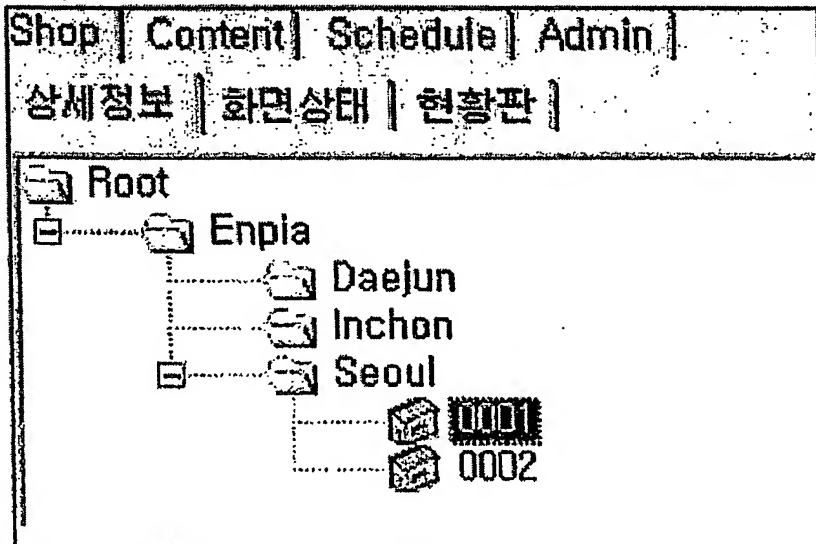 Shop Content Schedule Admin
상세정보 화면상태 현황판
Root
Enpla
Daejun
Inchon
Seoul
0001
0002